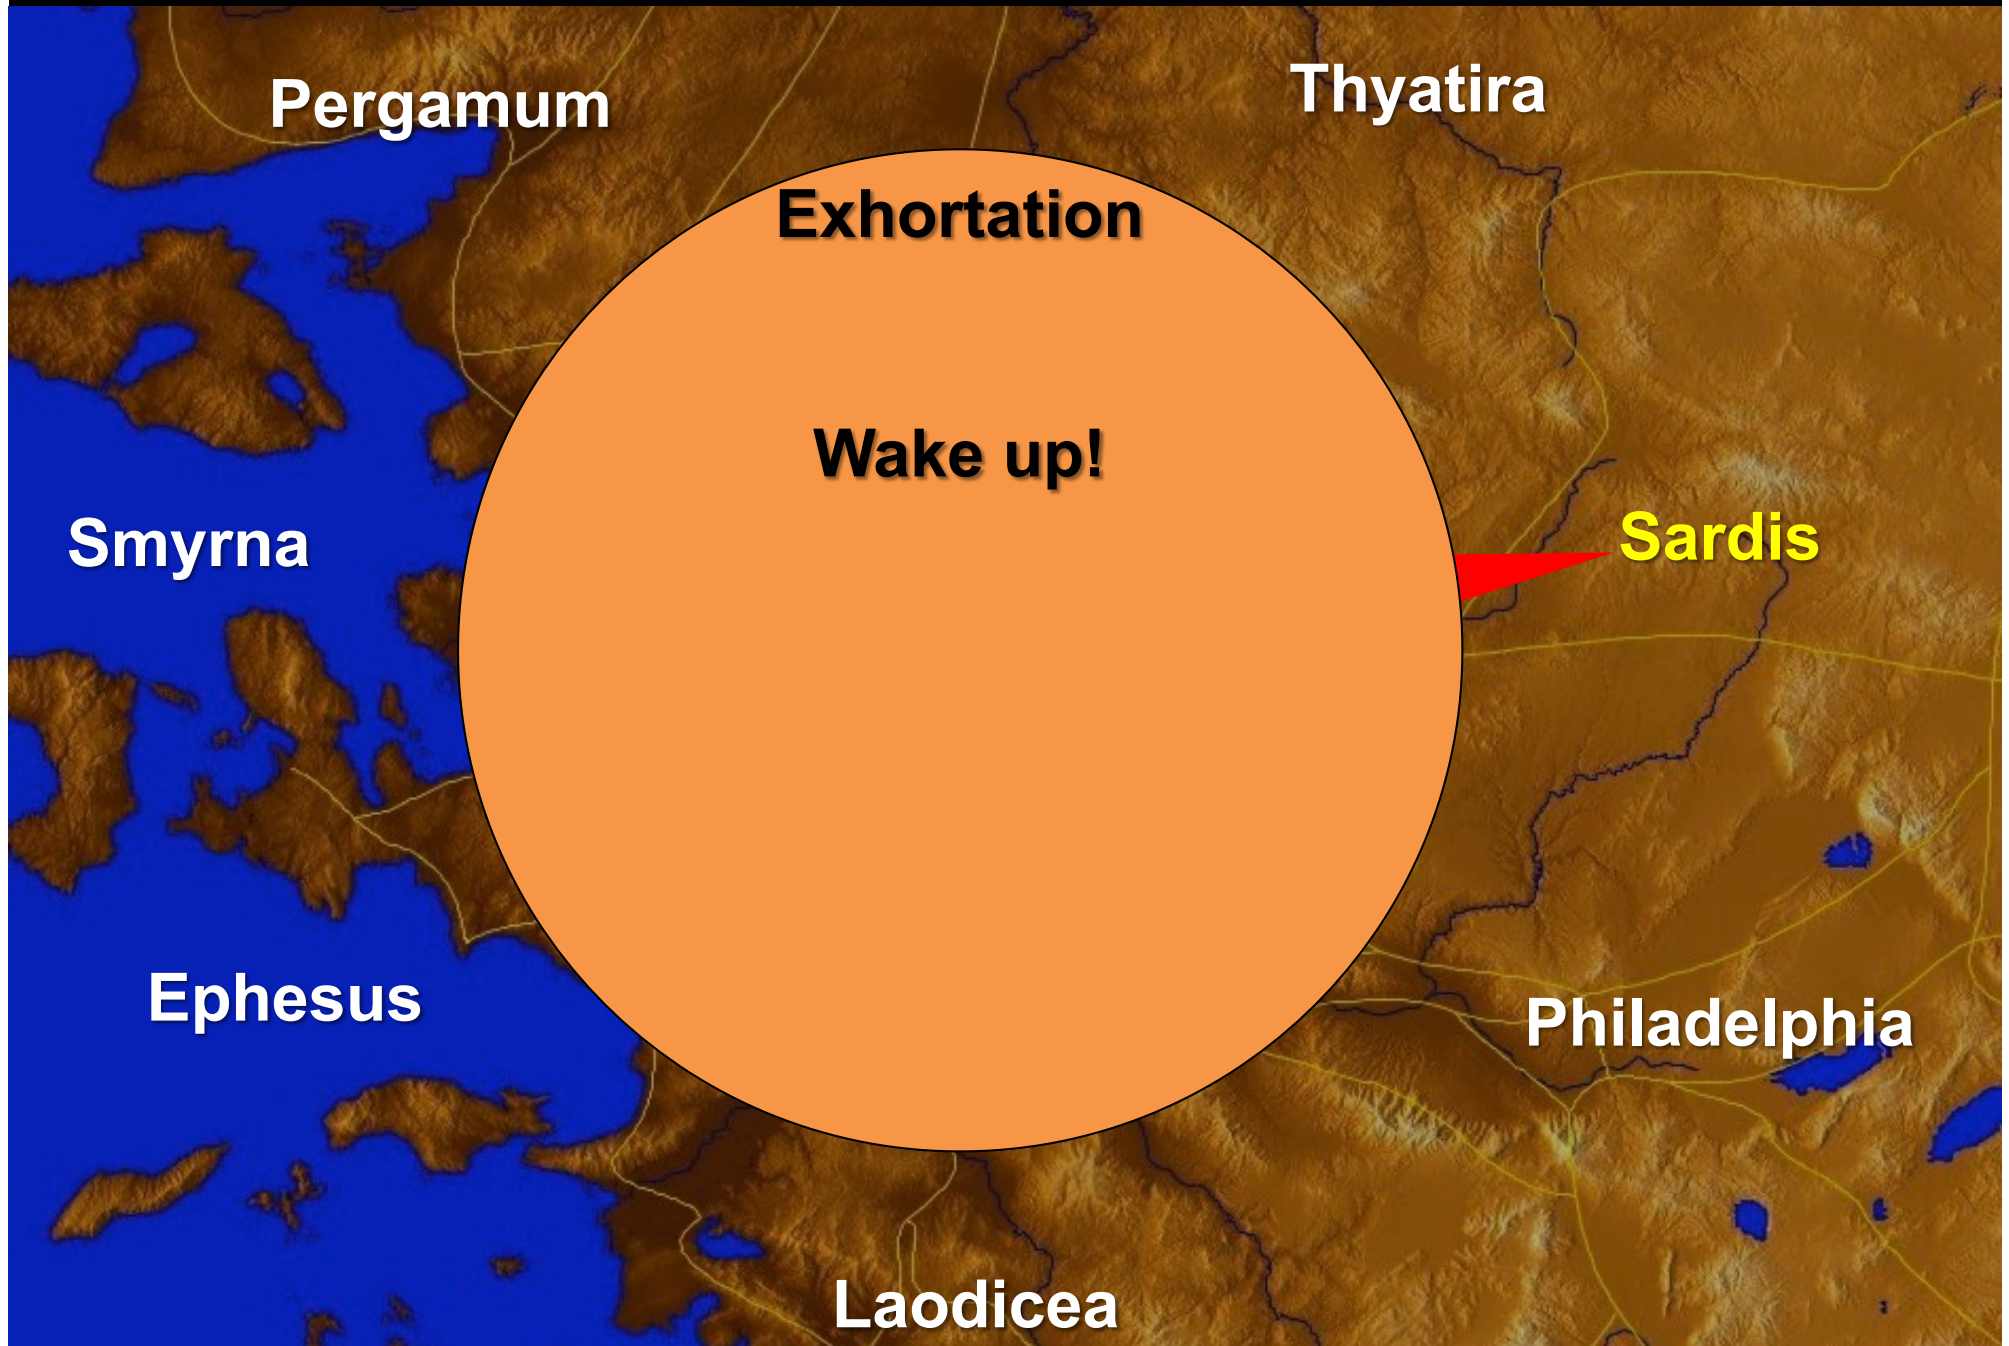 Pergamum
Thyatira
Exhortation
Wake up!
Smyrna
Sardis
Ephesus
Philadelphia
Laodicea